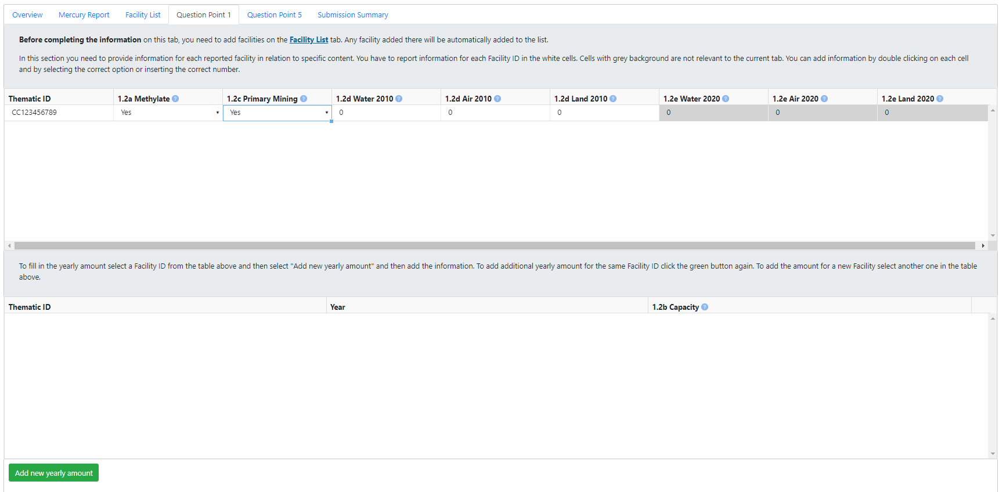 Overview Mercury Report Facility List Question Point 1 Question Point 5 Submission Summary
Before completing the information on this tab, you need to add facilities on the Facility List tab. Any facility added there will be automatically added to the list.
In this section you need to provide information for each reported facility in relation to specific content. You have to report information for each Facility ID in the white cells. Cells with grey background are not relevant to the current tab. You can add information by double clicking on each cell
and by selecting the correct option or inserting the correct number.
Thematic ID 1.2a Methylate ? 1.2c Primary Mining ? 1.2d Water 2010 ? 1.2d Air 2010 ? 1.2d Land 2010 ? 1.2e Water 2020 ? 1.2e Air 2020 ? 1.2e Land 2020 ?
CC123456789 Yes Yes 0 0 0 0 0 0
To fill in the yearly amount select a Facility ID from the table above and then select "Add new yearly amount" and then add the information. To add additional yearly amount for the same Facility ID click the green button again. To add the amount for a new Facility select another one in the table
above.
Thematic ID Year 1.2b Capacity ?
Add new yearly amount